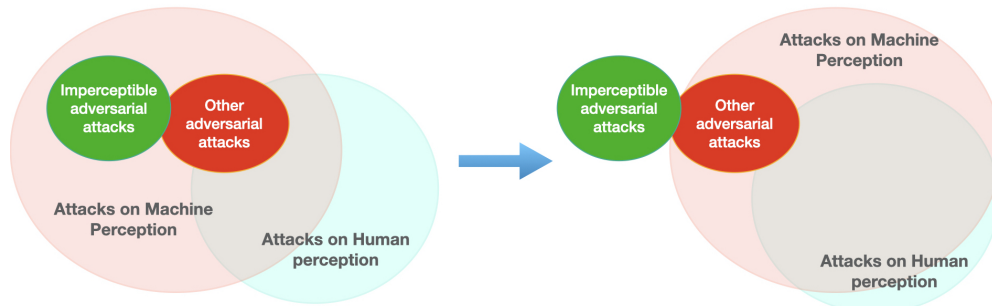 Imperceptible
adversarial
attacks
Other
adversarial
attacks
Attacks on Machine
Perception
Attacks on Human
perception
Attacks on Machine
Perception
Imperceptible
adversarial
attacks
Other
adversarial
attacks
Attacks on Human
perception